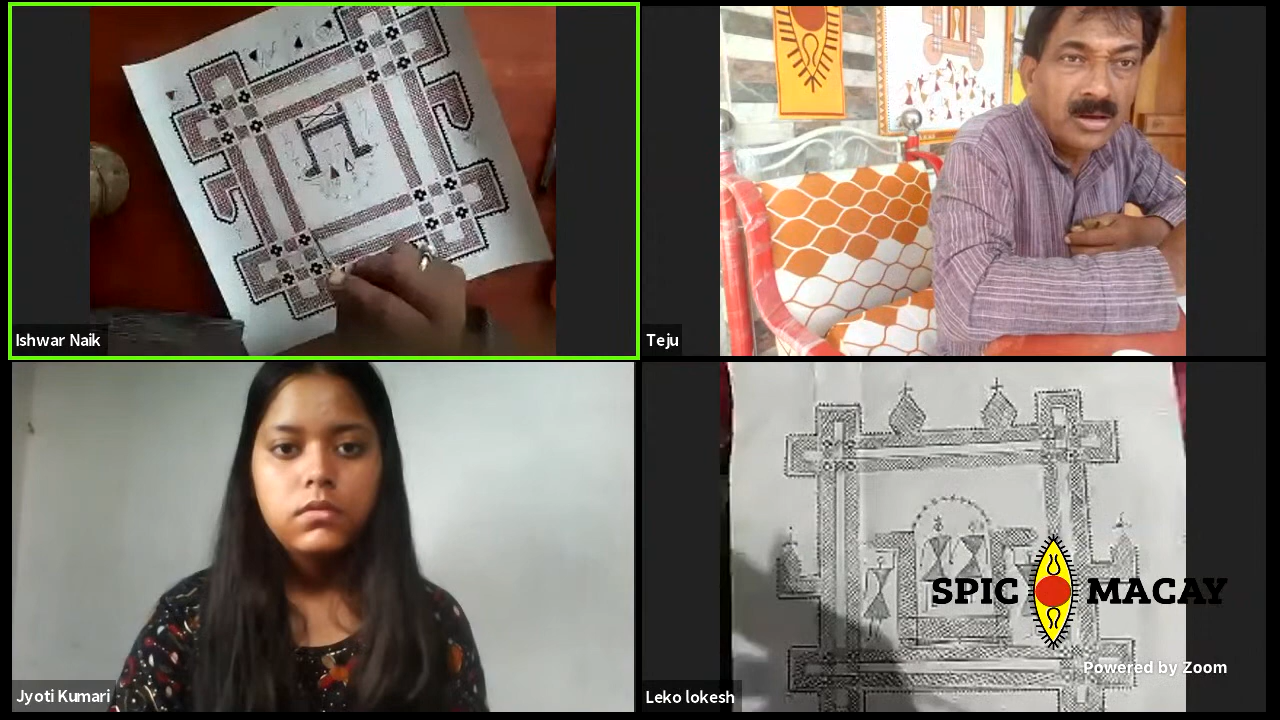 Ishwar Naik
Teju
Jyoti Kumari
Leko lokesh
SPIC MACAY
Powered by Zoom